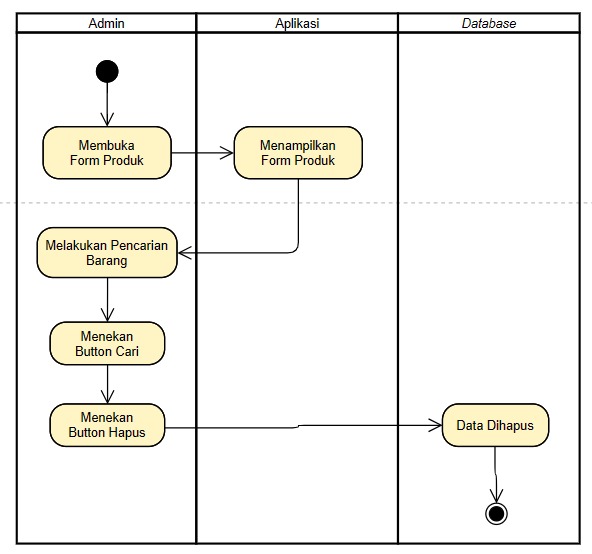 Admin
Aplikasi
Database
Membuka
Form Produk
Menampilkan
Form Produk
Melakukan Pencarian
Barang
Menekan
Button Cari
Menekan
Button Hapus
Data Dihapus